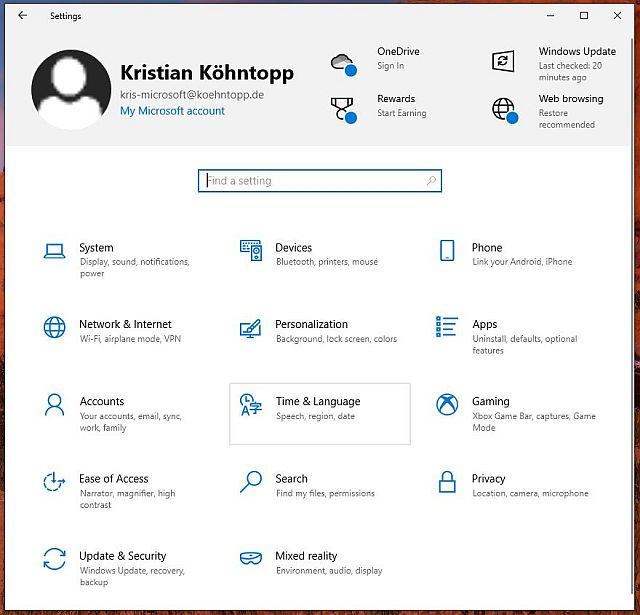 Settings
Kristian Köhntopp
kris-microsoft@koehntopp.de
My Microsoft account
OneDrive
Sign In
Windows Update
Last checked: 20
minutes ago
Rewards
Start Earning
Web browsing
Restore
recommended
Find a setting
System
Display, sound, notifications,
power
Devices
Bluetooth, printers, mouse
Phone
Link your Android, iPhone
Network & Internet
Wi-Fi, airplane mode, VPN
Personalization
Background, lock screen, colors
Apps
Uninstall, defaults, optional
features
Accounts
Your accounts, email, sync,
work, family
Time & Language
Speech, region, date
Gaming
Xbox Game Bar, captures, Game
Mode
Ease of Access
Narrator, magnifier, high
contrast
Search
Find my files, permissions
Privacy
Location, camera, microphone
Update & Security
Windows Update, recovery,
backup
Mixed reality
Environment, audio, display